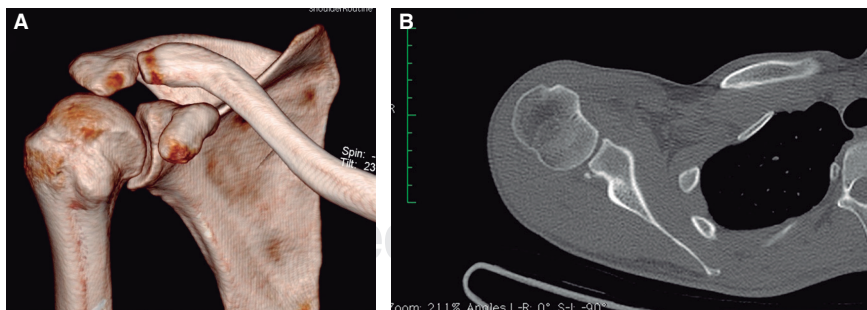 A
ShoulderRoutine
Spin: -
Tilt: 23
B
R
Zoom: 211% Angles L-R: 0° S-I: -90°